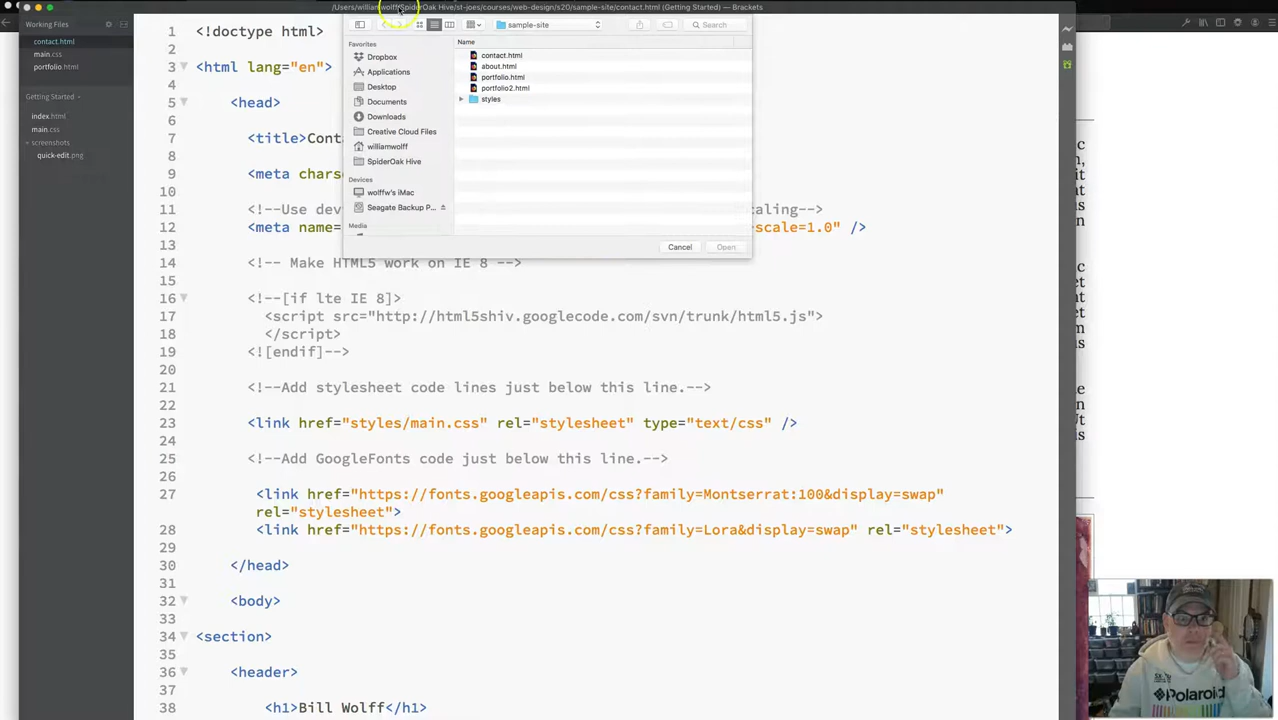 /Users/williamwolff/SpiderOak Hive/st-joes/courses/web-design/s20/sample-site/contact.html (Getting Started) — Brackets
Working Files
contact.html
main.css
portfolio.html
Getting Started
index.html
main.css
screenshots
quick-edit.png
sample-site
Search
Favorites
Dropbox
Applications
Desktop
Documents
Downloads
Creative Cloud Files
williamwolff
SpiderOak Hive
Devices
wolffw's iMac
Seagate Backup P...
Media
Name
contact.html
about.html
portfolio.html
portfolio2.html
styles
Cancel
Open
1 <!doctype html>
2
3 <html lang="en">
4
5 <head>
6
7 <title>Conta
8
9 <meta chars
10
11 <!--Use dev aling-->
12 <meta name= scale=1.0" />
13
14 <!-- Make HTML5 work on IE 8 -->
15
16 <!--[if lte IE 8]>
17 <script src="http://html5shiv.googlecode.com/svn/trunk/html5.js">
18 </script>
19 <![endif]-->
20
21 <!--Add stylesheet code lines just below this line.-->
22
23 <link href="styles/main.css" rel="stylesheet" type="text/css" />
24
25 <!--Add GoogleFonts code just below this line.-->
26
27 <link href="https://fonts.googleapis.com/css?family=Montserrat:100&display=swap"
rel="stylesheet">
28 <link href="https://fonts.googleapis.com/css?family=Lora&display=swap" rel="stylesheet">
29
30 </head>
31
32 <body>
33
34 <section>
35
36 <header>
37
38 <h1>Bill Wolff</h1>
Polaroid